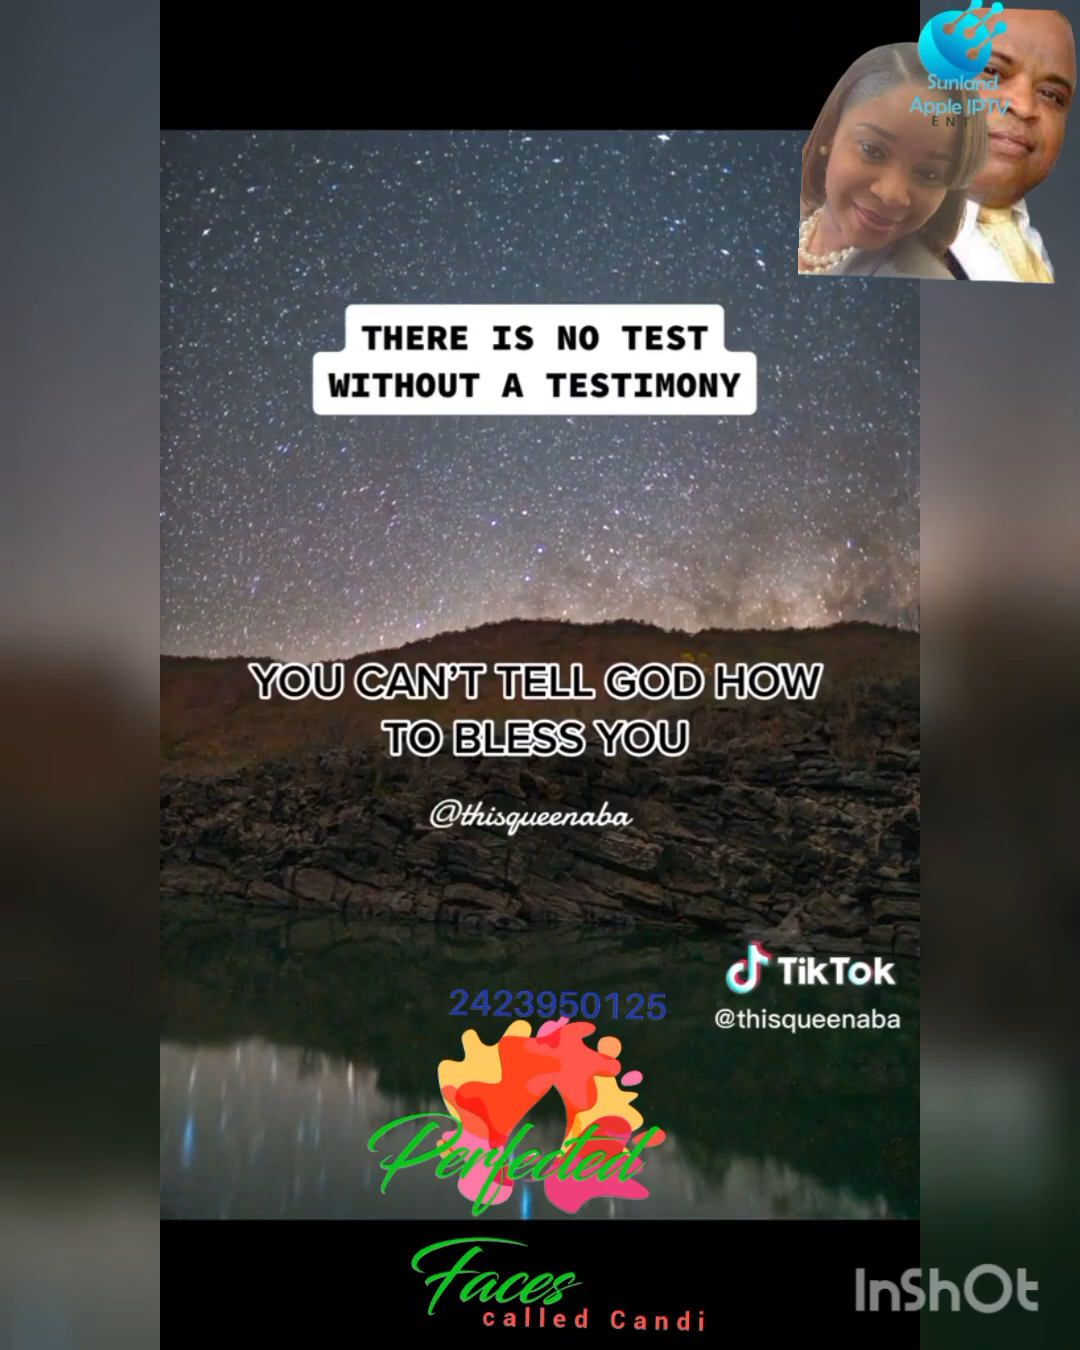 Sunland
Apple IPTV
ENT
THERE IS NO TEST
WITHOUT A TESTIMONY
YOU CAN'T TELL GOD HOW
TO BLESS YOU
@thisqueenaba
TikTok
@thisqueenaba
2423950125
Perfected
Faces
called Candi
InShOt